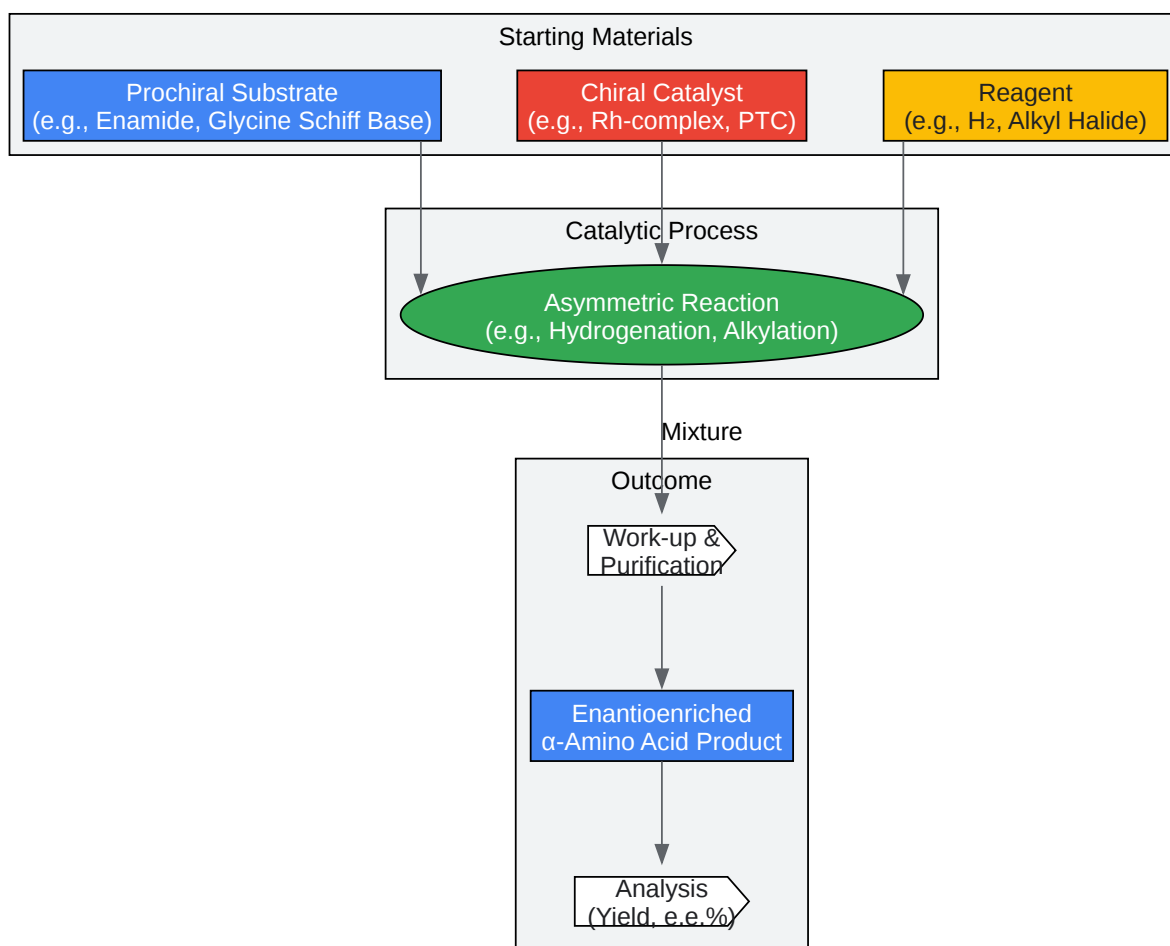 Starting Materials
Prochiral Substrate
(e.g., Enamide, Glycine Schiff Base)
Chiral Catalyst
(e.g., Rh-complex, PTC)
Reagent
(e.g., H₂, Alkyl Halide)
Catalytic Process
Asymmetric Reaction
(e.g., Hydrogenation, Alkylation)
Mixture
Outcome
Work-up &
Purification
Enantioenriched
α-Amino Acid Product
Analysis
(Yield, e.e.%)